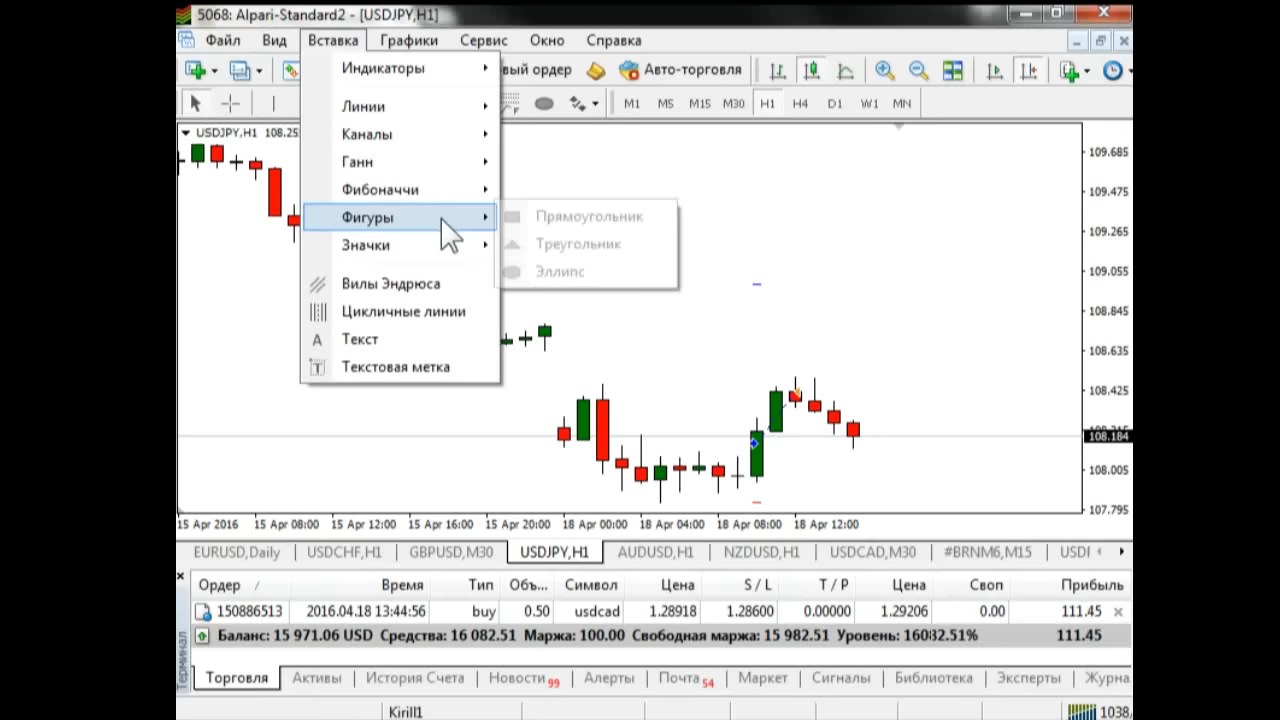 5068: Alpari-Standard2 - [USDJPY,H1]
Файл Вид Вставка Графики Сервис Окно Справка
Индикаторы
ордер Авто-торговля
Линии
M1 M5 M15 M30 H1 H4 D1 W1 MN
Каналы
USDJPY,H1
Ганн
Фибоначчи
Фигуры
Значки
Вилы Эндрюса
Цикличные линии
Текст
Текстовая метка
Прямоугольник
Треугольник
Эллипс
109.685
109.475
109.265
109.055
108.845
108.635
108.425
108.184
108.005
107.795
15 Apr 2016 15 Apr 08:00 15 Apr 12:00 15 Apr 16:00 15 Apr 20:00 18 Apr 00:00 18 Apr 04:00 18 Apr 08:00 18 Apr 12:00
EURUSD,Daily USDCHF,H1 GBPUSD,M30 USDJPY,H1 AUDUSD,H1 NZDUSD,H1 USDCAD,M30 #BRNM6,M15
Ордер / Время Тип Объ... Символ Цена S / L T / P Цена Своп Прибыль
150886513 2016.04.18 13:44:56 buy 0.50 usdcad 1.28918 1.28600 0.00000 1.29206 0.00 111.45
Баланс: 15 971.06 USD Средства: 16 082.51 Маржа: 100.00 Свободная маржа: 15 982.51 Уровень: 16082.51% 111.45
Терминал
Торговля Активы История Счета Новости 99 Алерты Почта 54 Маркет Сигналы Библиотека Эксперты
Kirill1